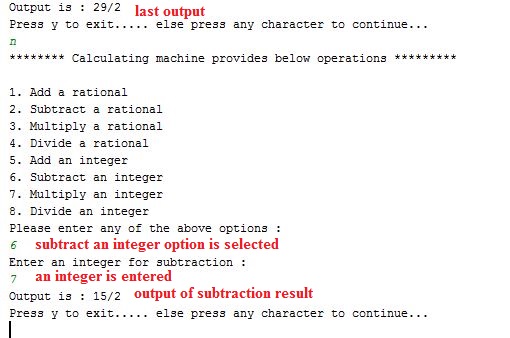 Output is : 29/2 last output
Press y to exit..... else press any character to continue...
n
******** Calculating machine provides below operations *********
1. Add a rational
2. Subtract a rational
3. Multiply a rational
4. Divide a rational
5. Add an integer
6. Subtract an integer
7. Multiply an integer
8. Divide an integer
Please enter any of the above options :
6 subtract an integer option is selected
Enter an integer for subtraction :
7 an integer is entered
Output is : 15/2 output of subtraction result
Press y to exit..... else press any character to continue...